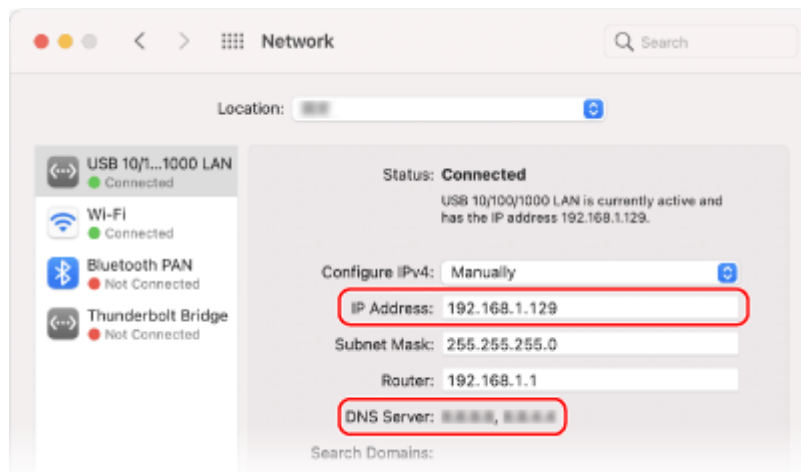 Network
Search
Location:
USB 10/1...1000 LAN
Connected
Wi-Fi
Connected
Bluetooth PAN
Not Connected
Thunderbolt Bridge
Not Connected
Status: Connected
USB 10/100/1000 LAN is currently active and
has the IP address 192.168.1.129.
Configure IPv4: Manually
IP Address: 192.168.1.129
Subnet Mask: 255.255.255.0
Router: 192.168.1.1
DNS Server:
Search Domains: